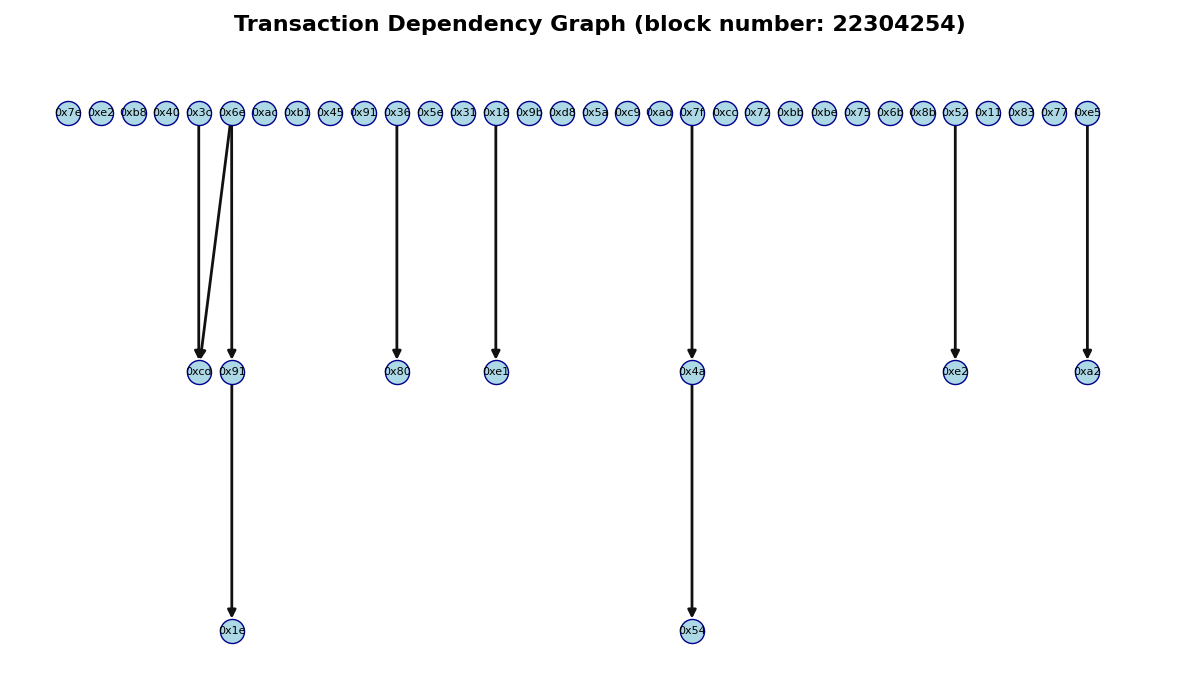 Transaction Dependency Graph (block number: 22304254)
0x7e 0xe2 0xb8 0x40 0x3c 0x6e 0xac 0xb1 0x45 0x91 0x36 0x5e 0x31 0x18 0x9b 0xd8 0x5a 0xc9 0xad 0x7f 0xcc 0x72 0xbb 0xbe 0x75 0x6b 0x8b 0x52 0x11 0x83 0x77 0xe5
0x91 0x80 0xe1 0x4a 0xe2 0xa2
0x1e 0x54